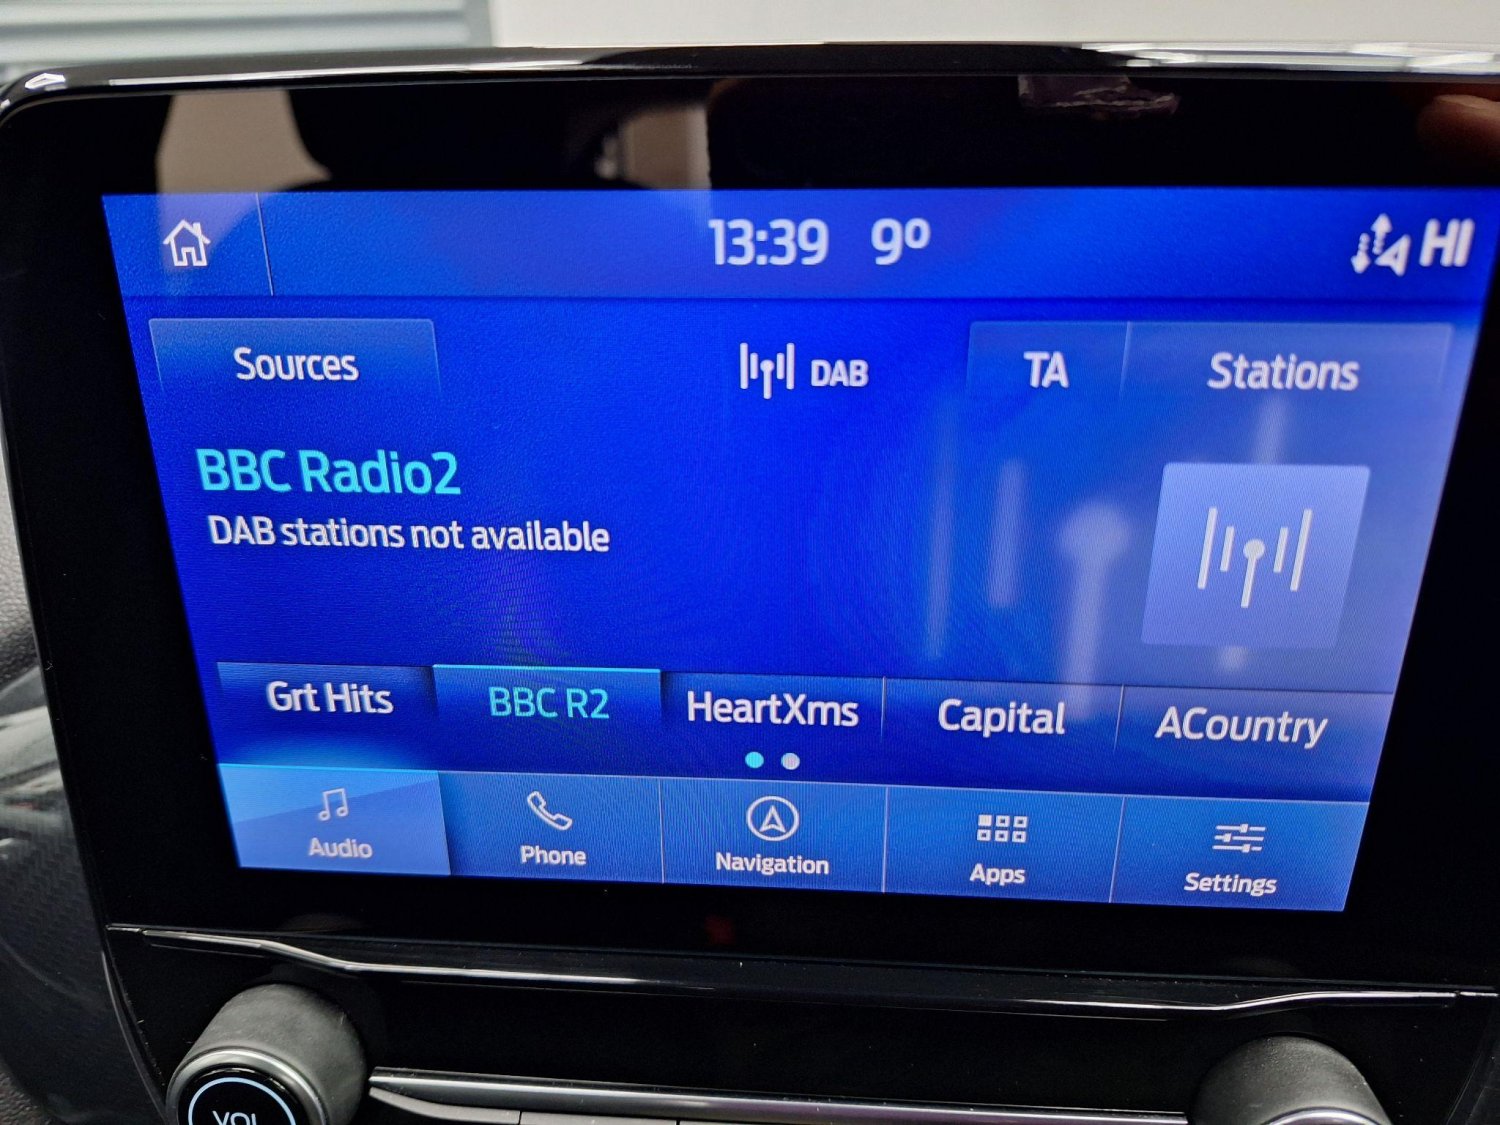 13:39 9º HI
Sources DAB TA Stations
BBC Radio2
DAB stations not available
Grt Hits BBC R2 HeartXms Capital ACountry
Audio Phone Navigation Apps Settings
VOL